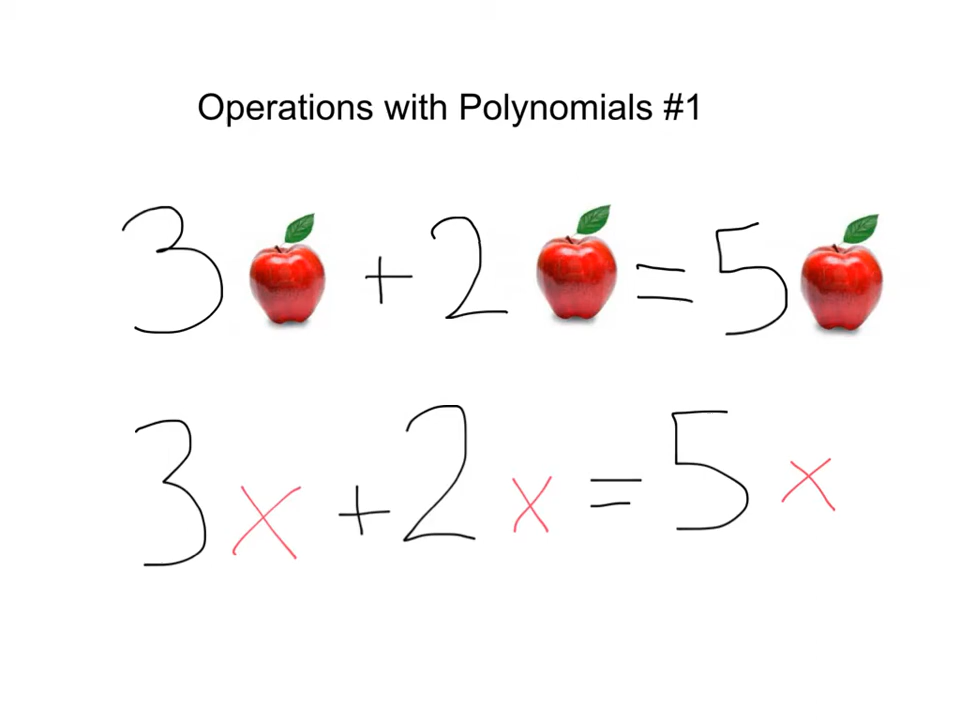 Operations with Polynomials #1
3 + 2 = 5
3x + 2x = 5x